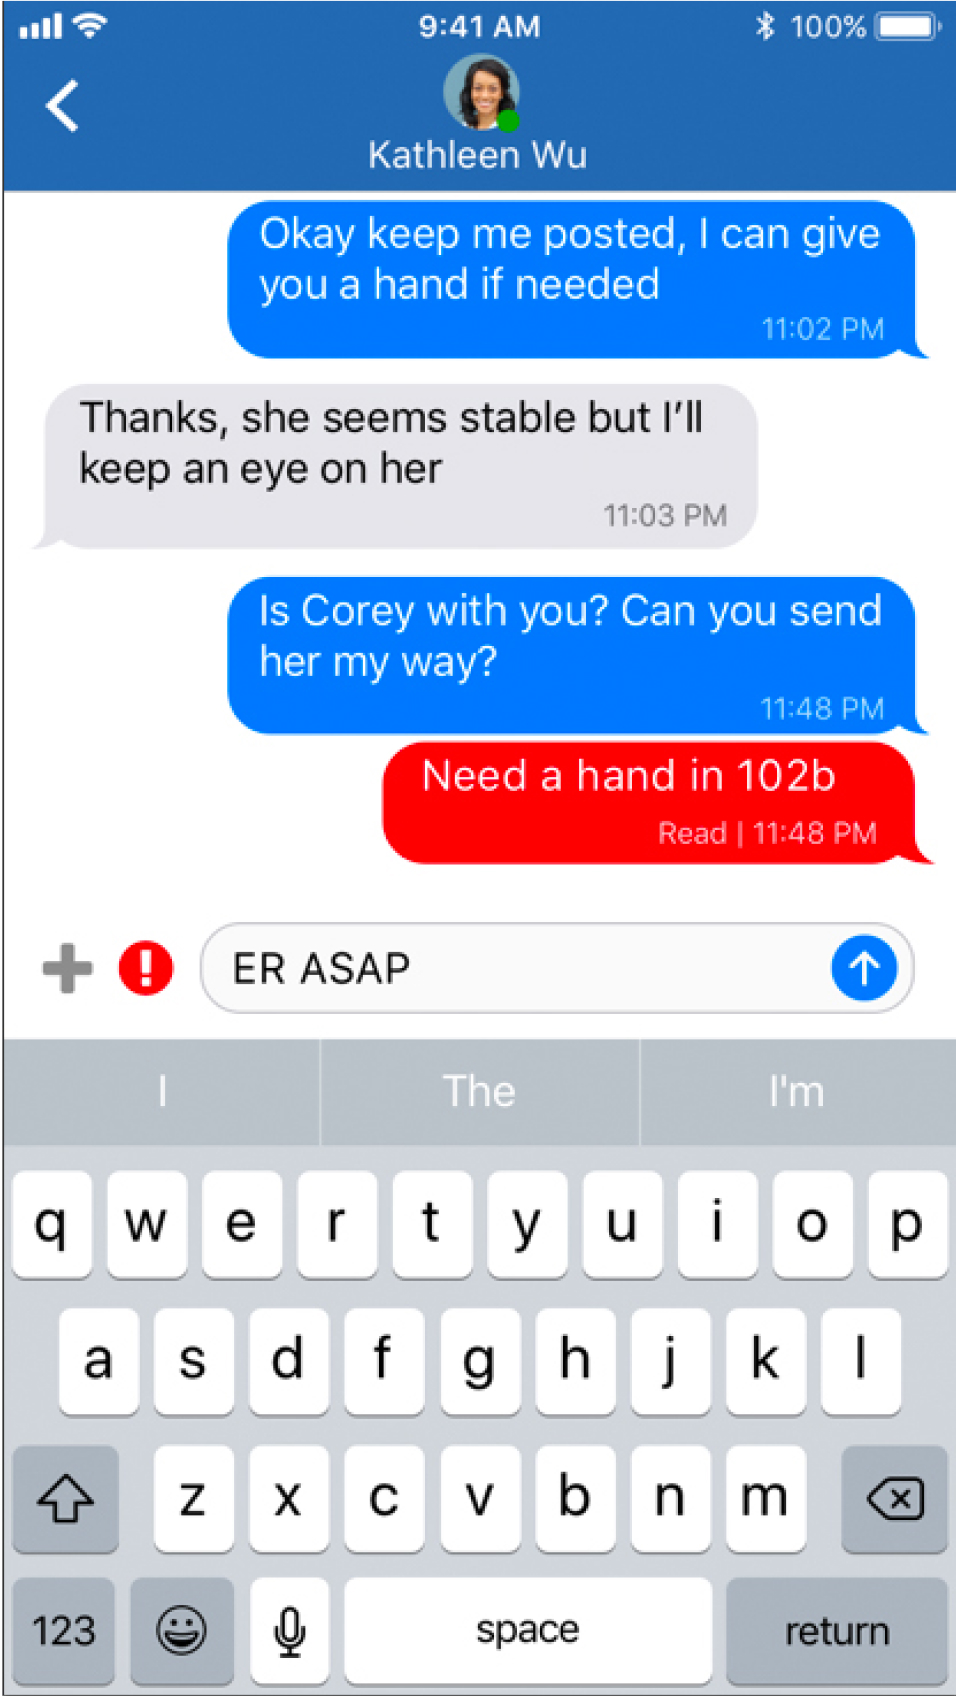 9:41 AM 100%
Kathleen Wu
Okay keep me posted, I can give
you a hand if needed
11:02 PM
Thanks, she seems stable but I’ll
keep an eye on her
11:03 PM
Is Corey with you? Can you send
her my way?
11:48 PM
Need a hand in 102b
Read | 11:48 PM
ER ASAP
I The I'm
q w e r t y u i o p
a s d f g h j k l
z x c v b n m
123 space return